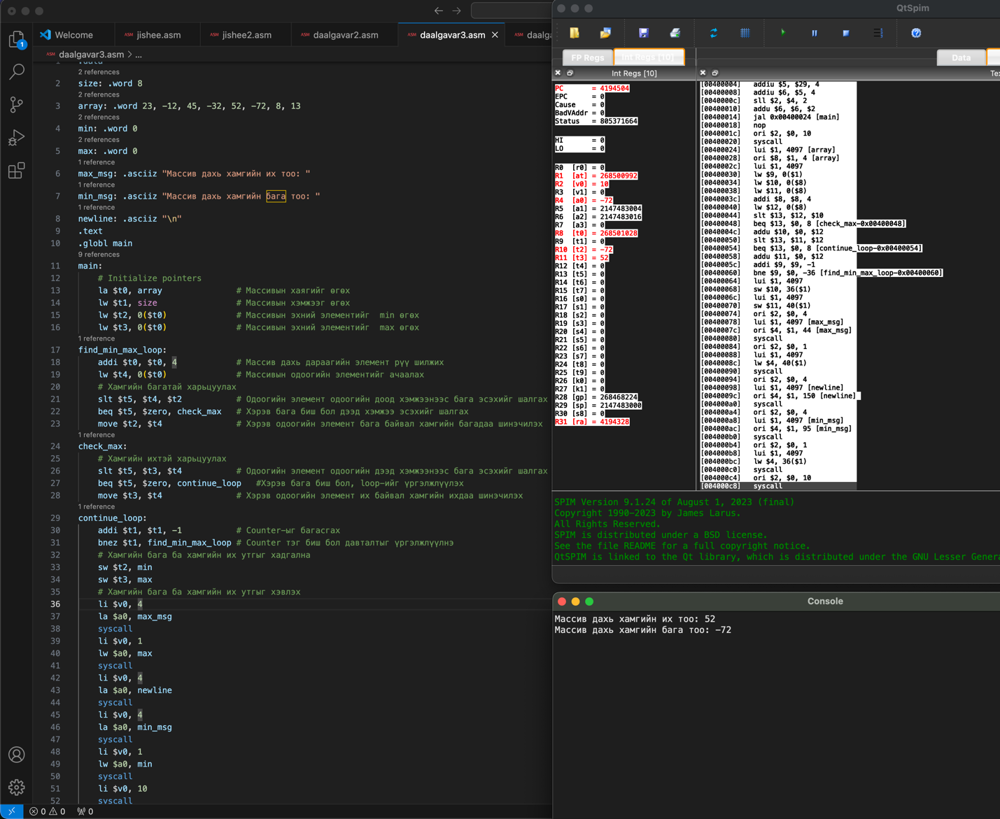 Welcome
jishee.asm
jishee2.asm
daalgavar2.asm
daalgavar3.asm
daalg
daalgavar3.asm > ...
1 .data
2 references
2 size: .word 8
2 references
3 array: .word 23, -12, 45, -32, 52, -72, 8, 13
2 references
4 min: .word 0
2 references
5 max: .word 0
1 reference
6 max_msg: .asciiz "Массив дахь хамгийн их тоо: "
1 reference
7 min_msg: .asciiz "Массив дахь хамгийн бага тоо: "
1 reference
8 newline: .asciiz "\n"
9 .text
10 .globl main
9 references
11 main:
12 # Initialize pointers
13 la $t0, array # Массивын хаягийг өгөх
14 lw $t1, size # Массивын хэмжээг өгөх
15 lw $t2, 0($t0) # Массивын эхний элементийг  min өгөх
16 lw $t3, 0($t0) # Массивын эхний элементийг  max өгөх
1 reference
17 find_min_max_loop:
18 addi $t0, $t0, 4 # Массив дахь дараагийн элемент рүү шилжих
19 lw $t4, 0($t0) # Массивын одоогийн элементийг ачаалах
20 # Хамгийн багатай харьцуулах
21 slt $t5, $t4, $t2 # Одоогийн элемент одоогийн доод хэмжээнээс бага эсэхийг шалгах
22 beq $t5, $zero, check_max # Хэрэв бага биш бол дээд хэмжээ эсэхийг шалгах
23 move $t2, $t4 # Хэрэв одоогийн элемент бага байвал хамгийн багадаа шинэчилэх
1 reference
24 check_max:
25 # Хамгийн ихтэй харьцуулах
26 slt $t5, $t3, $t4 # Одоогийн элемент одоогийн дээд хэмжээнээс бага эсэхийг шалгах
27 beq $t5, $zero, continue_loop #Хэрэв бага биш бол, loop-ийг үргэлжлүүлэх
28 move $t3, $t4 # Хэрэв одоогийн элемент их байвал хамгийн ихдаа шинэчилэх
1 reference
29 continue_loop:
30 addi $t1, $t1, -1 # Counter-ыг багасгах
31 bnez $t1, find_min_max_loop # Counter тэг биш бол давталтыг үргэлжлүүлнэ
32 # Хамгийн бага ба хамгийн их утгыг хадгална
33 sw $t2, min
34 sw $t3, max
35 # Хамгийн бага ба хамгийн их утгыг хэвлэх
36 li $v0, 4
37 la $a0, max_msg
38 syscall
39 li $v0, 1
40 lw $a0, max
41 syscall
42 li $v0, 4
43 la $a0, newline
44 syscall
45 li $v0, 4
46 la $a0, min_msg
47 syscall
48 li $v0, 1
49 lw $a0, min
50 syscall
51 li $v0, 10
52 syscall
1
0 0 0
QtSpim
FP Regs
Int Regs [10]
Data
Int Regs [10]
Tex
PC = 4194504
EPC = 0
Cause = 0
BadVAddr = 0
Status = 805371664
HI = 0
LO = 0
R0 [r0] = 0
R1 [at] = 268500992
R2 [v0] = 10
R3 [v1] = 0
R4 [a0] = -72
R5 [a1] = 2147483004
R6 [a2] = 2147483016
R7 [a3] = 0
R8 [t0] = 268501028
R9 [t1] = 0
R10 [t2] = -72
R11 [t3] = 52
R12 [t4] = 0
R13 [t5] = 0
R14 [t6] = 0
R15 [t7] = 0
R16 [s0] = 0
R17 [s1] = 0
R18 [s2] = 0
R19 [s3] = 0
R20 [s4] = 0
R21 [s5] = 0
R22 [s6] = 0
R23 [s7] = 0
R24 [t8] = 0
R25 [t9] = 0
R26 [k0] = 0
R27 [k1] = 0
R28 [gp] = 268468224
R29 [sp] = 2147483000
R30 [s8] = 0
R31 [ra] = 4194328
[00400004] addiu $5, $29, 4
[00400008] addiu $6, $5, 4
[0040000c] sll $2, $4, 2
[00400010] addu $6, $6, $2
[00400014] jal 0x00400024 [main]
[00400018] nop
[0040001c] ori $2, $0, 10
[00400020] syscall
[00400024] lui $1, 4097 [array]
[00400028] ori $8, $1, 4 [array]
[0040002c] lui $1, 4097
[00400030] lw $9, 0($1)
[00400034] lw $10, 0($8)
[00400038] lw $11, 0($8)
[0040003c] addi $8, $8, 4
[00400040] lw $12, 0($8)
[00400044] slt $13, $12, $10
[00400048] beq $13, $0, 8 [check_max-0x00400048]
[0040004c] addu $10, $0, $12
[00400050] slt $13, $11, $12
[00400054] beq $13, $0, 8 [continue_loop-0x00400054]
[00400058] addu $11, $0, $12
[0040005c] addi $9, $9, -1
[00400060] bne $9, $0, -36 [find_min_max_loop-0x00400060]
[00400064] lui $1, 4097
[00400068] sw $10, 36($1)
[0040006c] lui $1, 4097
[00400070] sw $11, 40($1)
[00400074] ori $2, $0, 4
[00400078] lui $1, 4097 [max_msg]
[0040007c] ori $4, $1, 44 [max_msg]
[00400080] syscall
[00400084] ori $2, $0, 1
[00400088] lui $1, 4097
[0040008c] lw $4, 40($1)
[00400090] syscall
[00400094] ori $2, $0, 4
[00400098] lui $1, 4097 [newline]
[0040009c] ori $4, $1, 150 [newline]
[004000a0] syscall
[004000a4] ori $2, $0, 4
[004000a8] lui $1, 4097 [min_msg]
[004000ac] ori $4, $1, 95 [min_msg]
[004000b0] syscall
[004000b4] ori $2, $0, 1
[004000b8] lui $1, 4097
[004000bc] lw $4, 36($1)
[004000c0] syscall
[004000c4] ori $2, $0, 10
[004000c8] syscall
SPIM Version 9.1.24 of August 1, 2023 (final)
Copyright 1990-2023 by James Larus.
All Rights Reserved.
SPIM is distributed under a BSD license.
See the file README for a full copyright notice.
QtSPIM is linked to the Qt library, which is distributed under the GNU Lesser Genera
Console
Массив дахь хамгийн их тоо: 52
Массив дахь хамгийн бага тоо: -72